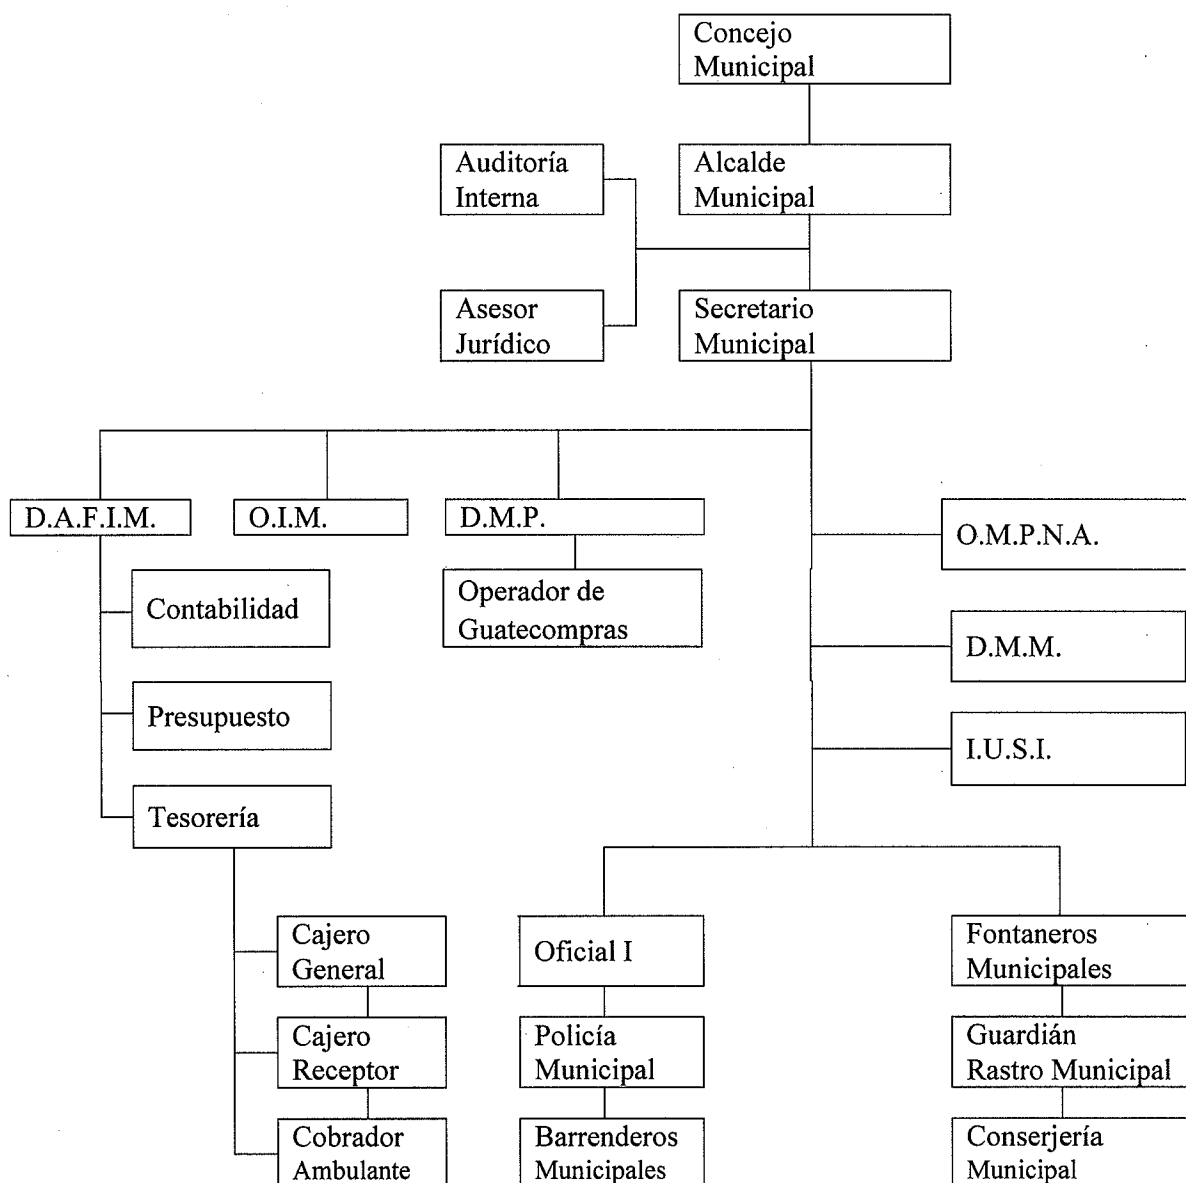 Concejo
Municipal
Auditoría
Interna
Alcalde
Municipal
Asesor
Jurídico
Secretario
Municipal
D.A.F.I.M.
O.I.M.
D.M.P.
O.M.P.N.A.
Contabilidad
Operador de
Guatecompras
D.M.M.
Presupuesto
I.U.S.I.
Tesorería
Cajero
General
Oficial I
Fontaneros
Municipales
Cajero
Receptor
Policía
Municipal
Guardián
Rastro Municipal
Cobrador
Ambulante
Barrenderos
Municipales
Conserjería
Municipal